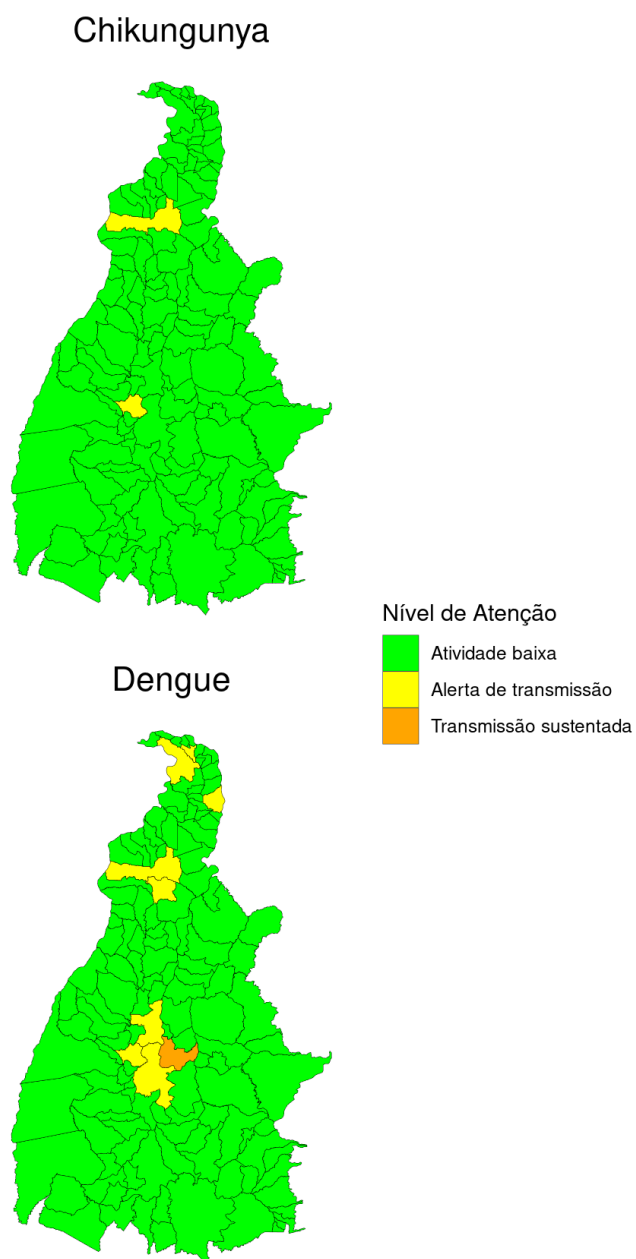 Chikungunya
Nível de Atenção
Atividade baixa
Alerta de transmissão
Transmissão sustentada
Dengue